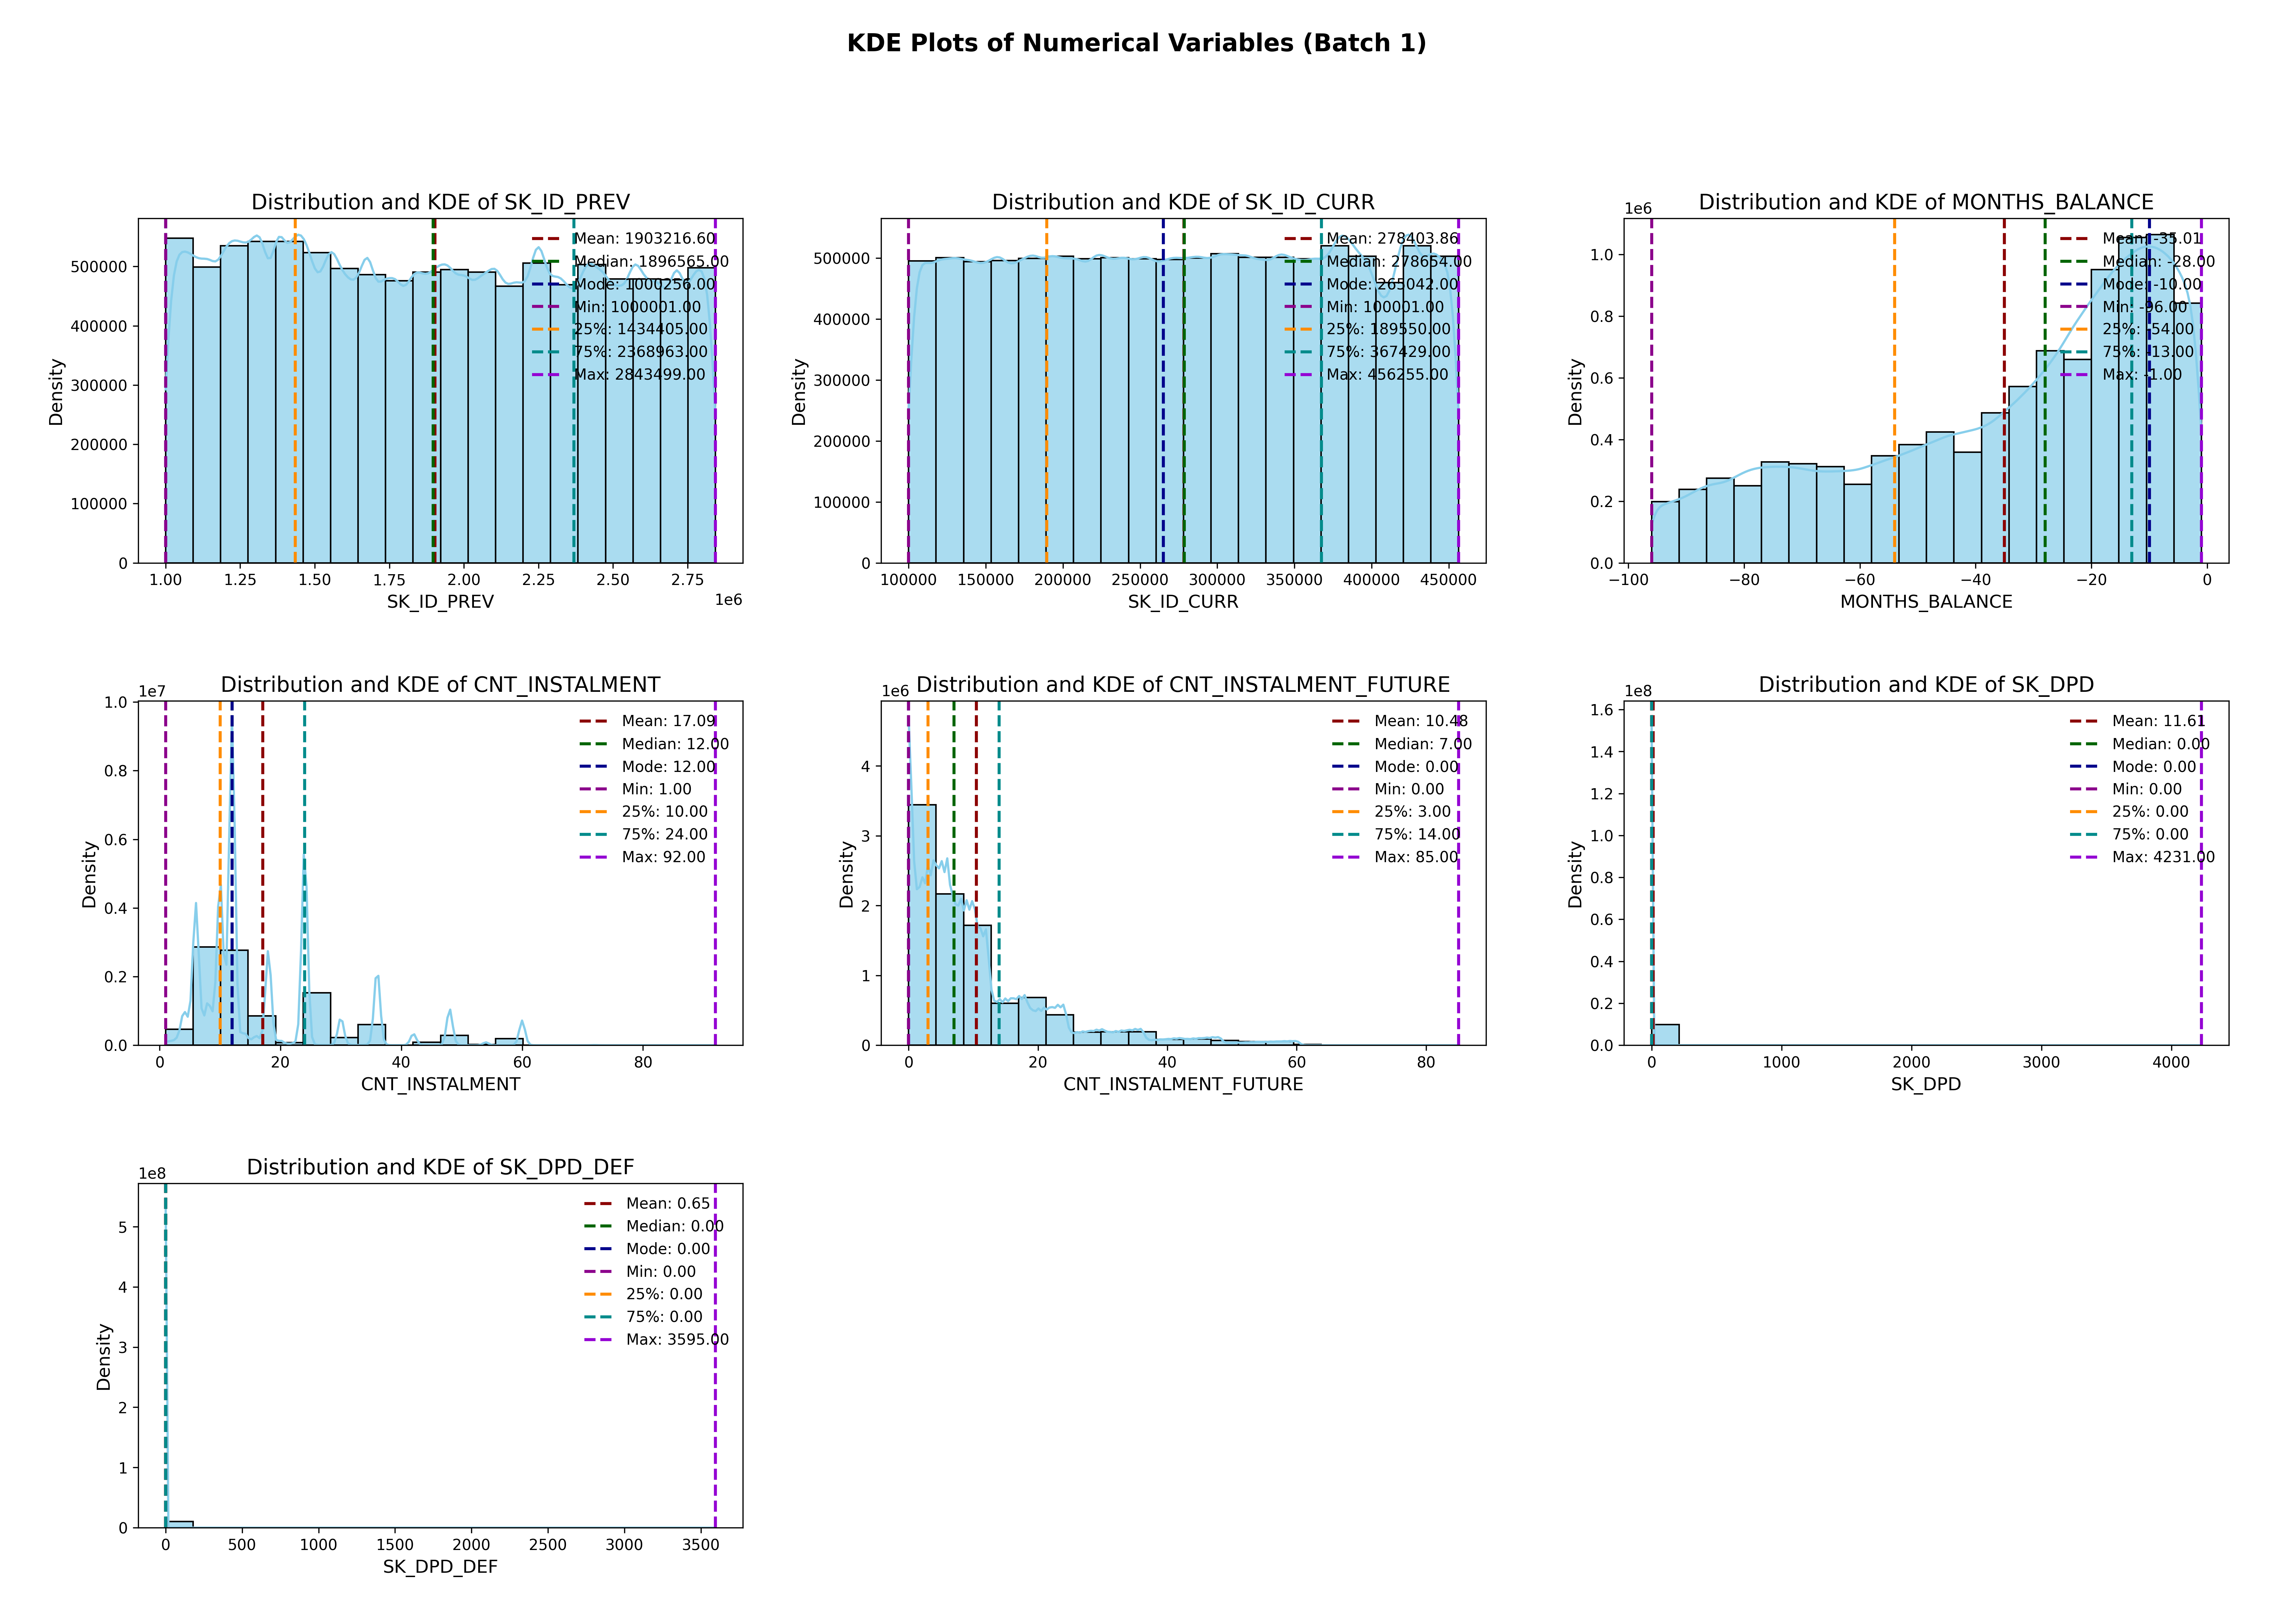 KDE Plots of Numerical Variables (Batch 1)
Distribution and KDE of SK_ID_PREV
Density
500000
400000
300000
200000
100000
0
1.00
1.25
1.50
1.75
2.00
2.25
2.50
2.75
1e6
SK_ID_PREV
Mean: 1903216.60
Median: 1896565.00
Mode: 1000256.00
Min: 1000001.00
25%: 1434405.00
75%: 2368963.00
Max: 2843499.00
Distribution and KDE of SK_ID_CURR
Density
500000
400000
300000
200000
100000
0
100000
150000
200000
250000
300000
350000
400000
450000
SK_ID_CURR
Mean: 278403.86
Median: 278654.00
Mode: 265042.00
Min: 100001.00
25%: 189550.00
75%: 367429.00
Max: 456255.00
1e6
Distribution and KDE of MONTHS_BALANCE
Density
1.0
0.8
0.6
0.4
0.2
0.0
−100
−80
−60
−40
−20
0
MONTHS_BALANCE
Mean: -35.01
Median: -28.00
Mode: -10.00
Min: -96.00
25%: -54.00
75%: -13.00
Max: -1.00
1e7
Distribution and KDE of CNT_INSTALMENT
Density
1.0
0.8
0.6
0.4
0.2
0.0
0
20
40
60
80
CNT_INSTALMENT
Mean: 17.09
Median: 12.00
Mode: 12.00
Min: 1.00
25%: 10.00
75%: 24.00
Max: 92.00
1e6
Distribution and KDE of CNT_INSTALMENT_FUTURE
Density
4
3
2
1
0
0
20
40
60
80
CNT_INSTALMENT_FUTURE
Mean: 10.48
Median: 7.00
Mode: 0.00
Min: 0.00
25%: 3.00
75%: 14.00
Max: 85.00
1e8
Distribution and KDE of SK_DPD
Density
1.6
1.4
1.2
1.0
0.8
0.6
0.4
0.2
0.0
0
1000
2000
3000
4000
SK_DPD
Mean: 11.61
Median: 0.00
Mode: 0.00
Min: 0.00
25%: 0.00
75%: 0.00
Max: 4231.00
1e8
Distribution and KDE of SK_DPD_DEF
Density
5
4
3
2
1
0
0
500
1000
1500
2000
2500
3000
3500
SK_DPD_DEF
Mean: 0.65
Median: 0.00
Mode: 0.00
Min: 0.00
25%: 0.00
75%: 0.00
Max: 3595.00